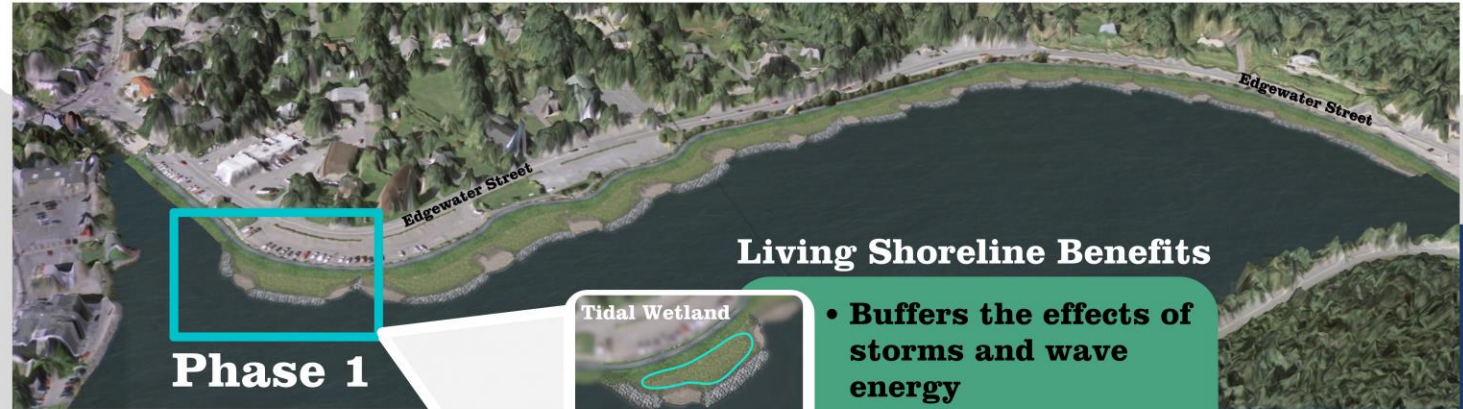 Edgewater Street
Edgewater Street
Living Shoreline Benefits
Tidal Wetland
• Buffers the effects of
storms and wave
energy
Phase 1